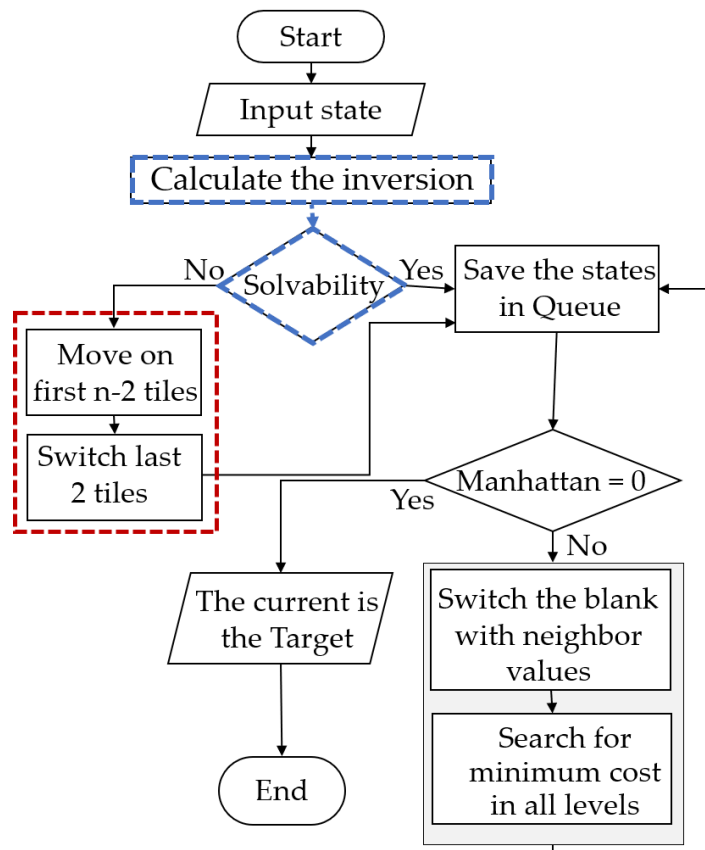 Start
Input state
Calculate the inversion
No
Solvability
Yes
Save the states
in Queue
Move on
first n-2 tiles
Switch last
2 tiles
Manhattan = 0
Yes
No
The current is
the Target
Switch the blank
with neighbor
values
Search for
minimum cost
in all levels
End